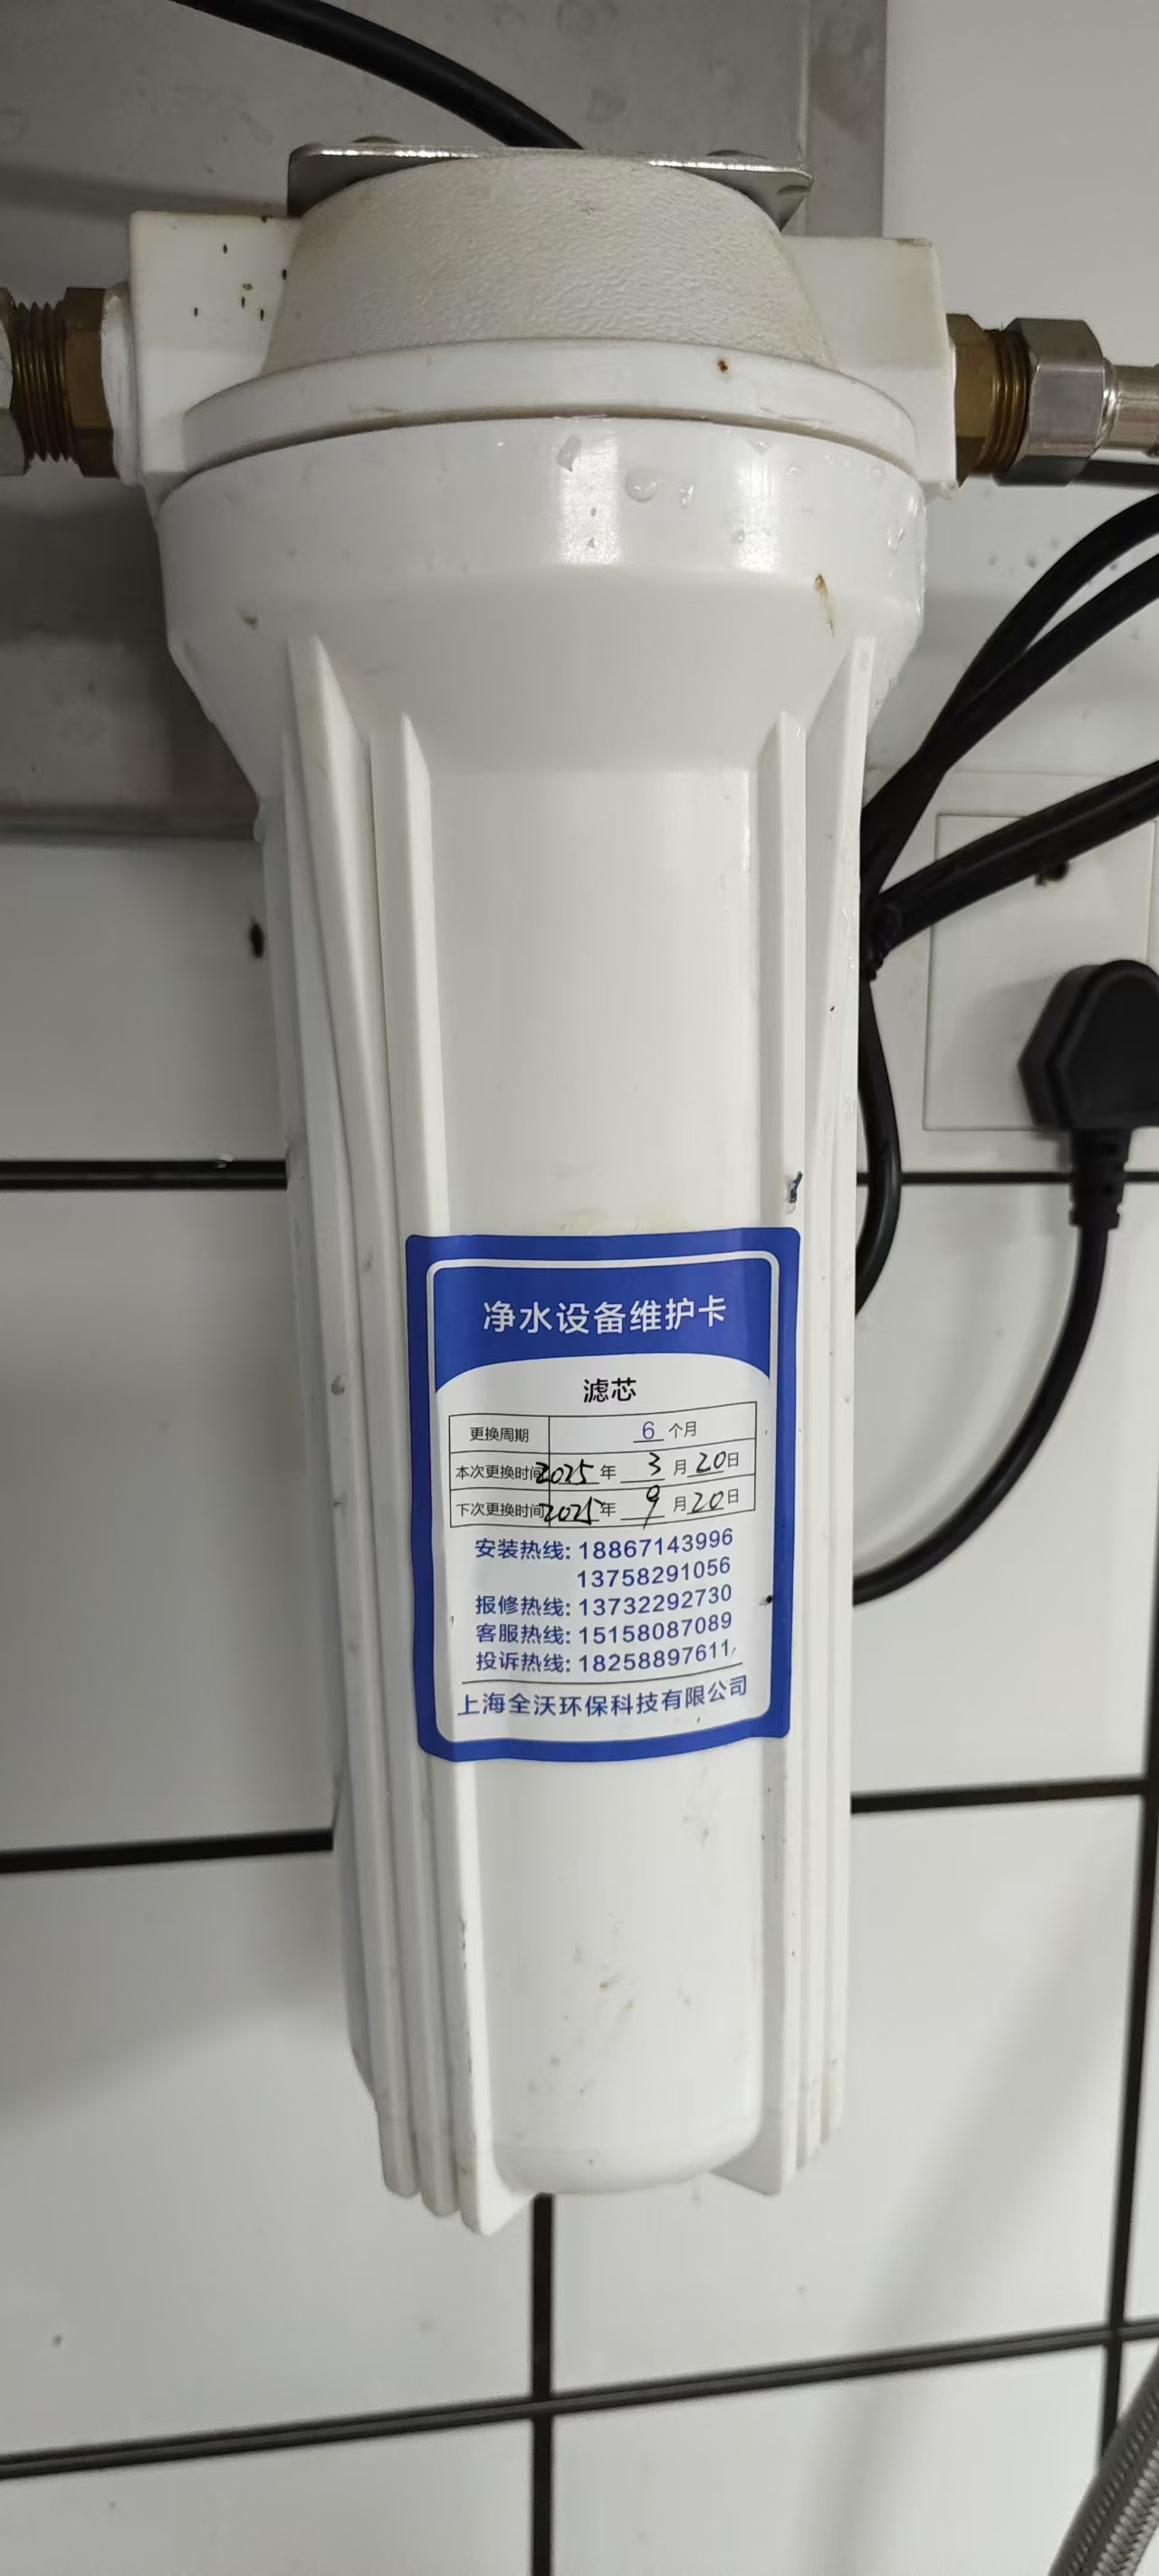 净水设备维护卡
滤芯
更换周期 6 个月
本次更换时间 2025 年 3 月 20 日
下次更换时间 2025 年 9 月 20 日
安装热线: 18867143996
13758291056
报修热线: 13732292730
客服热线: 15158087089
投诉热线: 18258897611
上海全沃环保科技有限公司